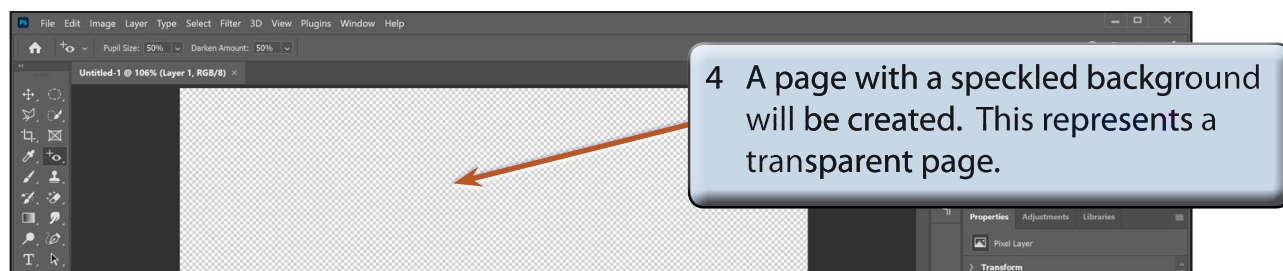 Ps File Edit Image Layer Type Select Filter 3D View Plugins Window Help
Pupil Size: 50% Darken Amount: 50%
Untitled-1 @ 106% (Layer 1, RGB/8) ×
4 A page with a speckled background
will be created. This represents a
transparent page.
Properties Adjustments Libraries
Pixel Layer
Transform